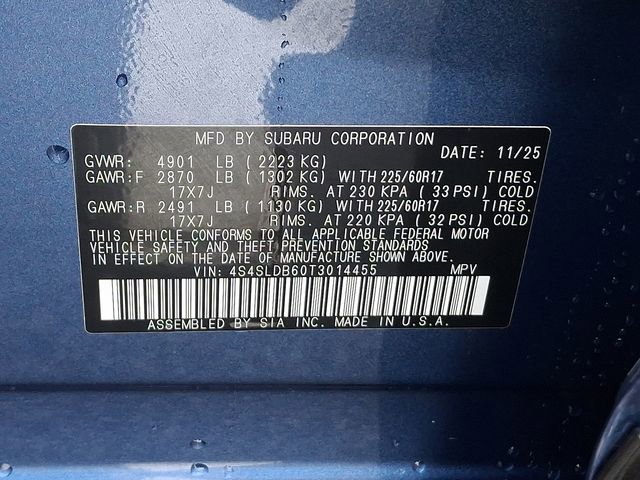 MFD BY SUBARU CORPORATION
DATE: 11/25
GVWR: 4901 LB (2223 KG)
GAWR:F 2870 LB (1302 KG) WITH 225/60R17 TIRES.
17X7J RIMS. AT 230 KPA (33 PSI) COLD
GAWR:R 2491 LB (1130 KG) WITH 225/60R17 TIRES.
17X7J RIMS. AT 220 KPA (32 PSI) COLD
THIS VEHICLE CONFORMS TO ALL APPLICABLE FEDERAL MOTOR
VEHICLE SAFETY AND THEFT PREVENTION STANDARDS
IN EFFECT ON THE DATE OF MANUFACTURE SHOWN ABOVE.
VIN: 4S4SLDB60T3014455 MPV
ASSEMBLED BY SIA INC. MADE IN U.S.A.